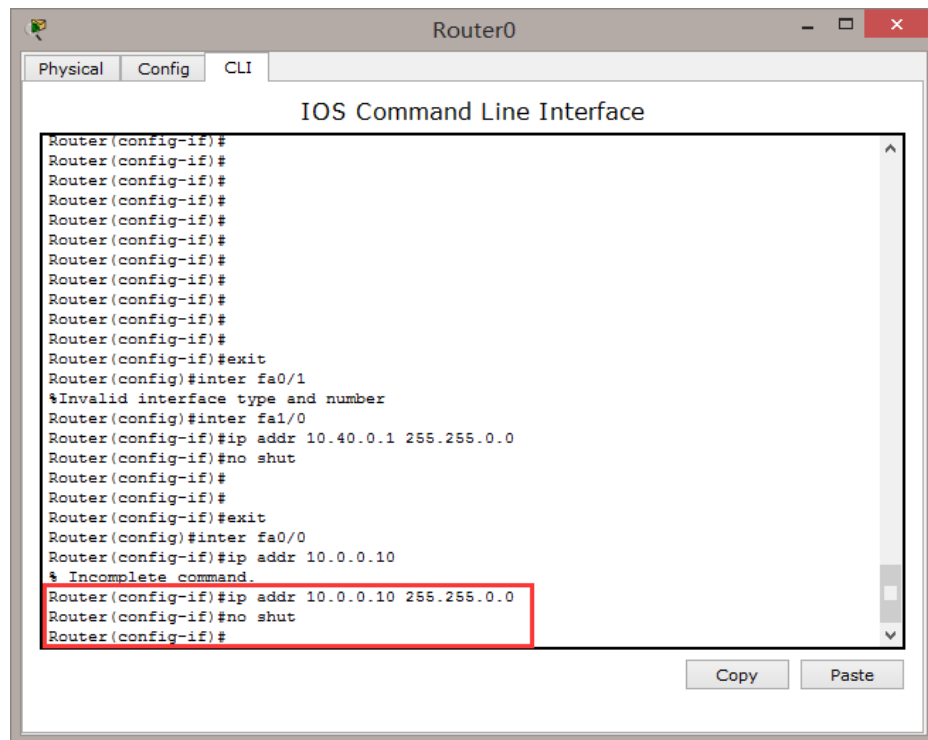 Router0
Physical Config CLI
IOS Command Line Interface
Router(config-if)#
Router(config-if)#
Router(config-if)#
Router(config-if)#
Router(config-if)#
Router(config-if)#
Router(config-if)#
Router(config-if)#
Router(config-if)#
Router(config-if)#
Router(config-if)#
Router(config-if)#exit
Router(config)#inter fa0/1
%Invalid interface type and number
Router(config)#inter fa1/0
Router(config-if)#ip addr 10.40.0.1 255.255.0.0
Router(config-if)#no shut
Router(config-if)#
Router(config-if)#
Router(config-if)#exit
Router(config)#inter fa0/0
Router(config-if)#ip addr 10.0.0.10
% Incomplete command.
Router(config-if)#ip addr 10.0.0.10 255.255.0.0
Router(config-if)#no shut
Router(config-if)#
Copy Paste